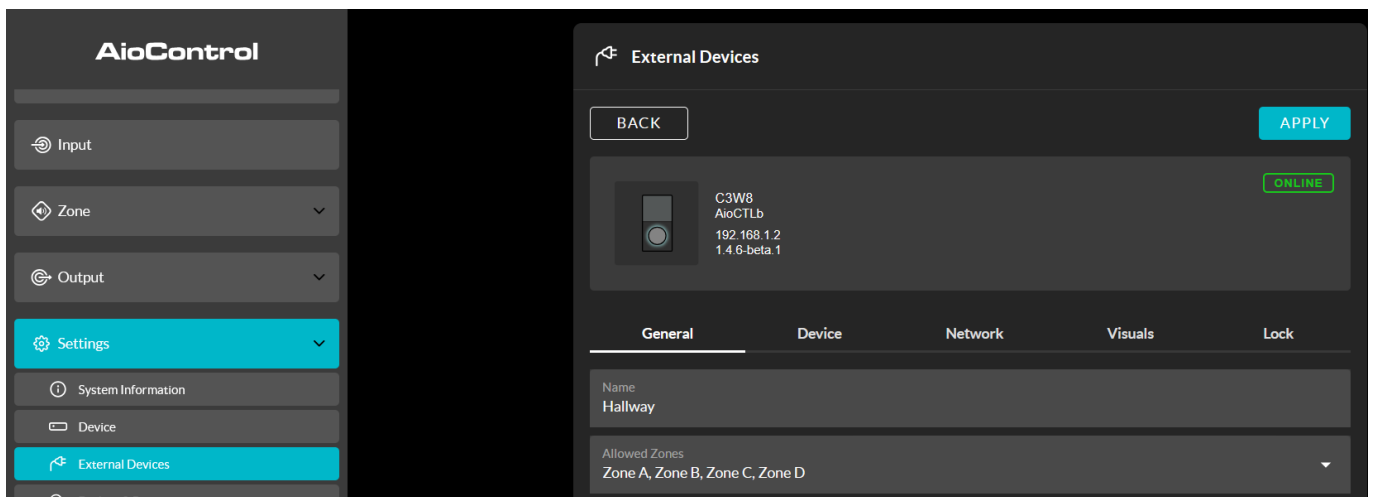 AioControl
Input
Zone
Output
Settings
System Information
Device
External Devices
External Devices
BACK
APPLY
C3W8
AioCTLb
192.168.1.2
1.4.6-beta.1
ONLINE
General Device Network Visuals Lock
Name
Hallway
Allowed Zones
Zone A, Zone B, Zone C, Zone D